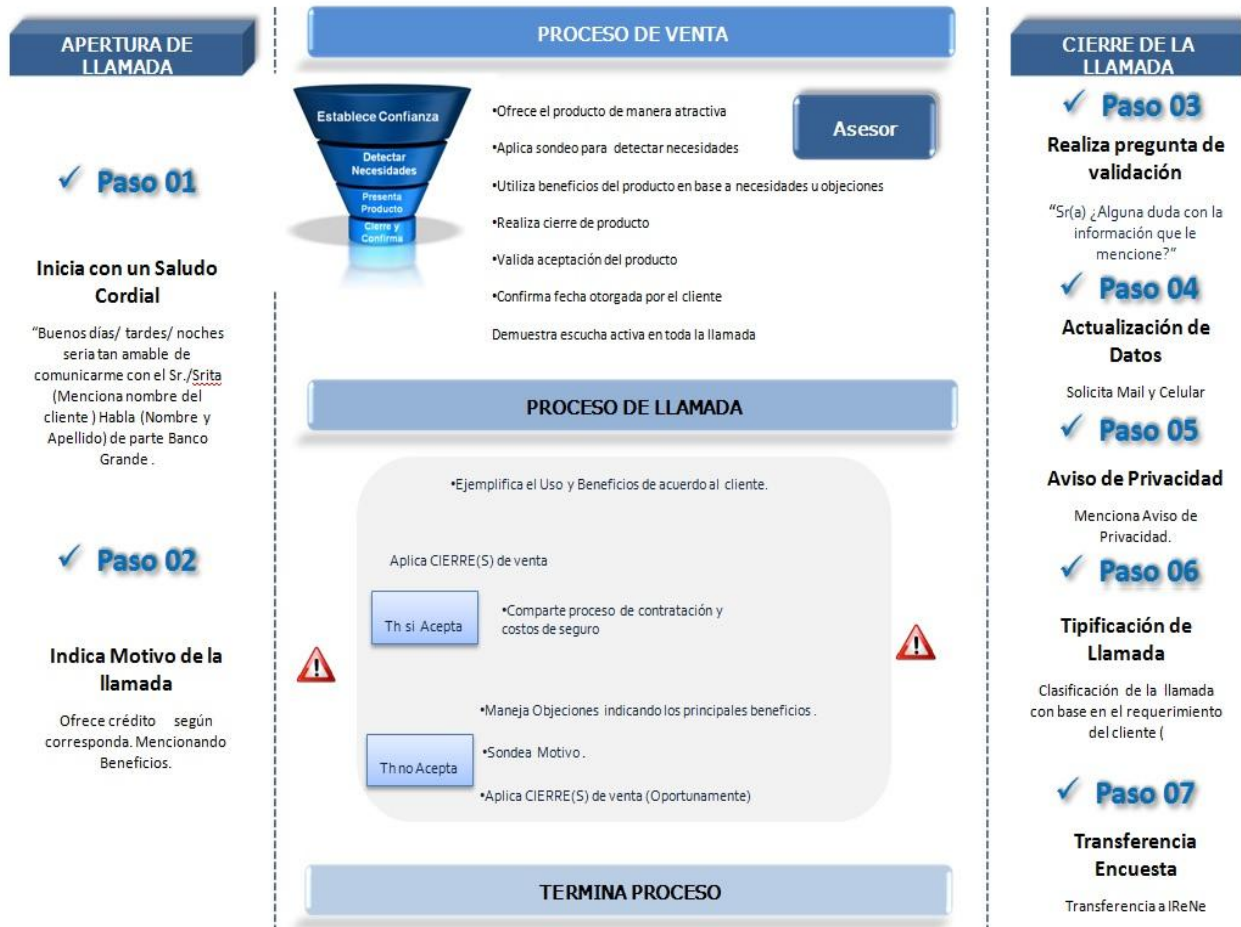 APERTURA DE
LLAMADA
✓ Paso 01
Inicia con un Saludo
Cordial
"Buenos días/ tardes/ noches
seria tan amable de
comunicarme con el Sr./Srita
(Menciona nombre del
cliente ) Habla (Nombre y
Apellido) de parte Banco
Grande .
✓ Paso 02
Indica Motivo de la
llamada
Ofrece crédito según
corresponda. Mencionando
Beneficios.
PROCESO DE VENTA
Establece Confianza
Detectar
Necesidades
Presenta
Producto
Cierre y
Confirma
•Ofrece el producto de manera atractiva
•Aplica sondeo para detectar necesidades
•Utiliza beneficios del producto en base a necesidades u objeciones
•Realiza cierre de producto
•Valida aceptación del producto
•Confirma fecha otorgada por el cliente
Demuestra escucha activa en toda la llamada
Asesor
PROCESO DE LLAMADA
•Ejemplifica el Uso y Beneficios de acuerdo al cliente.
Aplica CIERRE(S) de venta
Th si Acepta
•Comparte proceso de contratación y
costos de seguro
•Maneja Objeciones indicando los principales beneficios .
Th no Acepta
•Sondea Motivo .
•Aplica CIERRE(S) de venta (Oportunamente)
TERMINA PROCESO
CIERRE DE LA
LLAMADA
✓ Paso 03
Realiza pregunta de
validación
"Sr(a) ¿Alguna duda con la
información que le
mencione?"
✓ Paso 04
Actualización de
Datos
Solicita Mail y Celular
✓ Paso 05
Aviso de Privacidad
Menciona Aviso de
Privacidad.
✓ Paso 06
Tipificación de
Llamada
Clasificación de la llamada
con base en el requerimiento
del cliente (
✓ Paso 07
Transferencia
Encuesta
Transferencia a IReNe